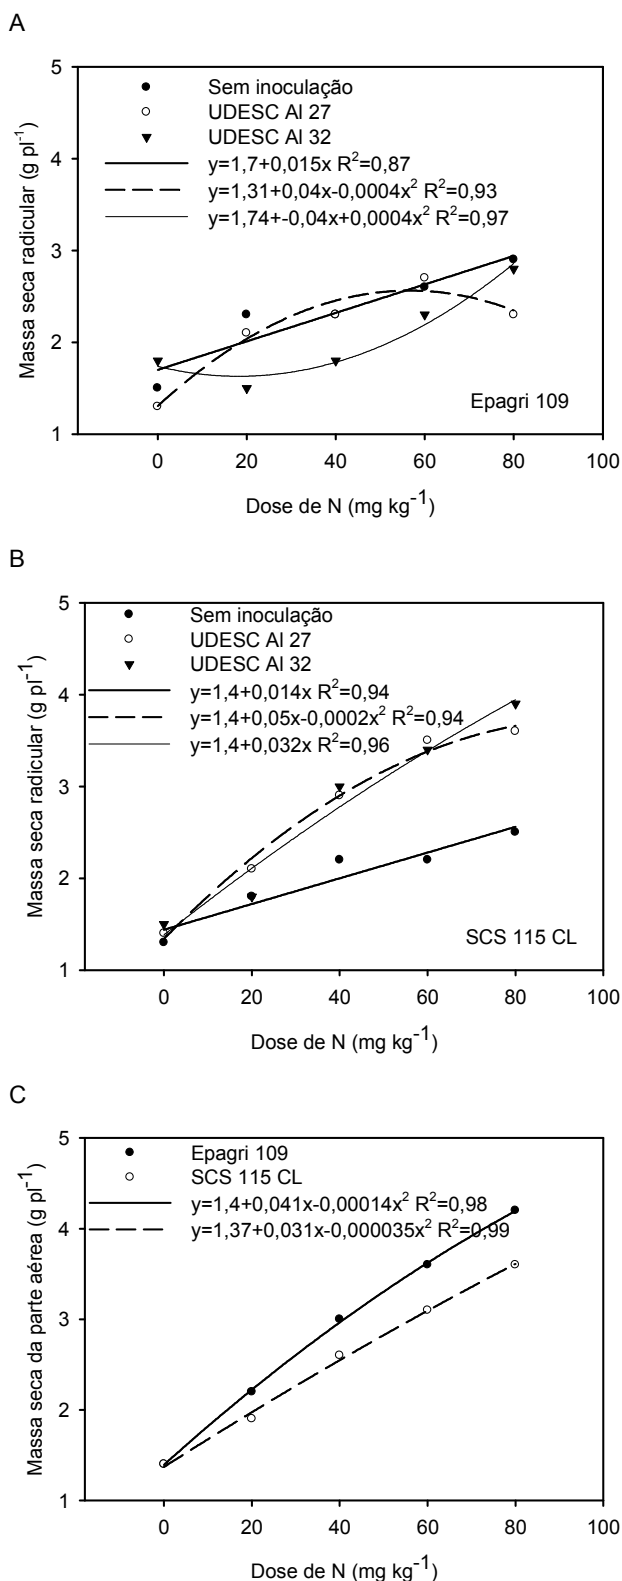 A
5
Sem inoculação
UDESC Al 27
UDESC Al 32
y=1,7+0,015x R²=0,87
y=1,31+0,04x-0,0004x² R²=0,93
y=1,74+-0,04x+0,0004x² R²=0,97
4
3
2
1
Massa seca radicular (g pl⁻¹)
Epagri 109
0 20 40 60 80 100
Dose de N (mg kg⁻¹)
B
5
Sem inoculação
UDESC Al 27
UDESC Al 32
y=1,4+0,014x R²=0,94
y=1,4+0,05x-0,0002x² R²=0,94
y=1,4+0,032x R²=0,96
4
3
2
1
Massa seca radicular (g pl⁻¹)
SCS 115 CL
0 20 40 60 80 100
Dose de N (mg kg⁻¹)
C
5
Epagri 109
SCS 115 CL
y=1,4+0,041x-0,00014x² R²=0,98
y=1,37+0,031x-0,000035x² R²=0,99
4
3
2
1
Massa seca da parte aérea (g pl⁻¹)
0 20 40 60 80 100
Dose de N (mg kg⁻¹)